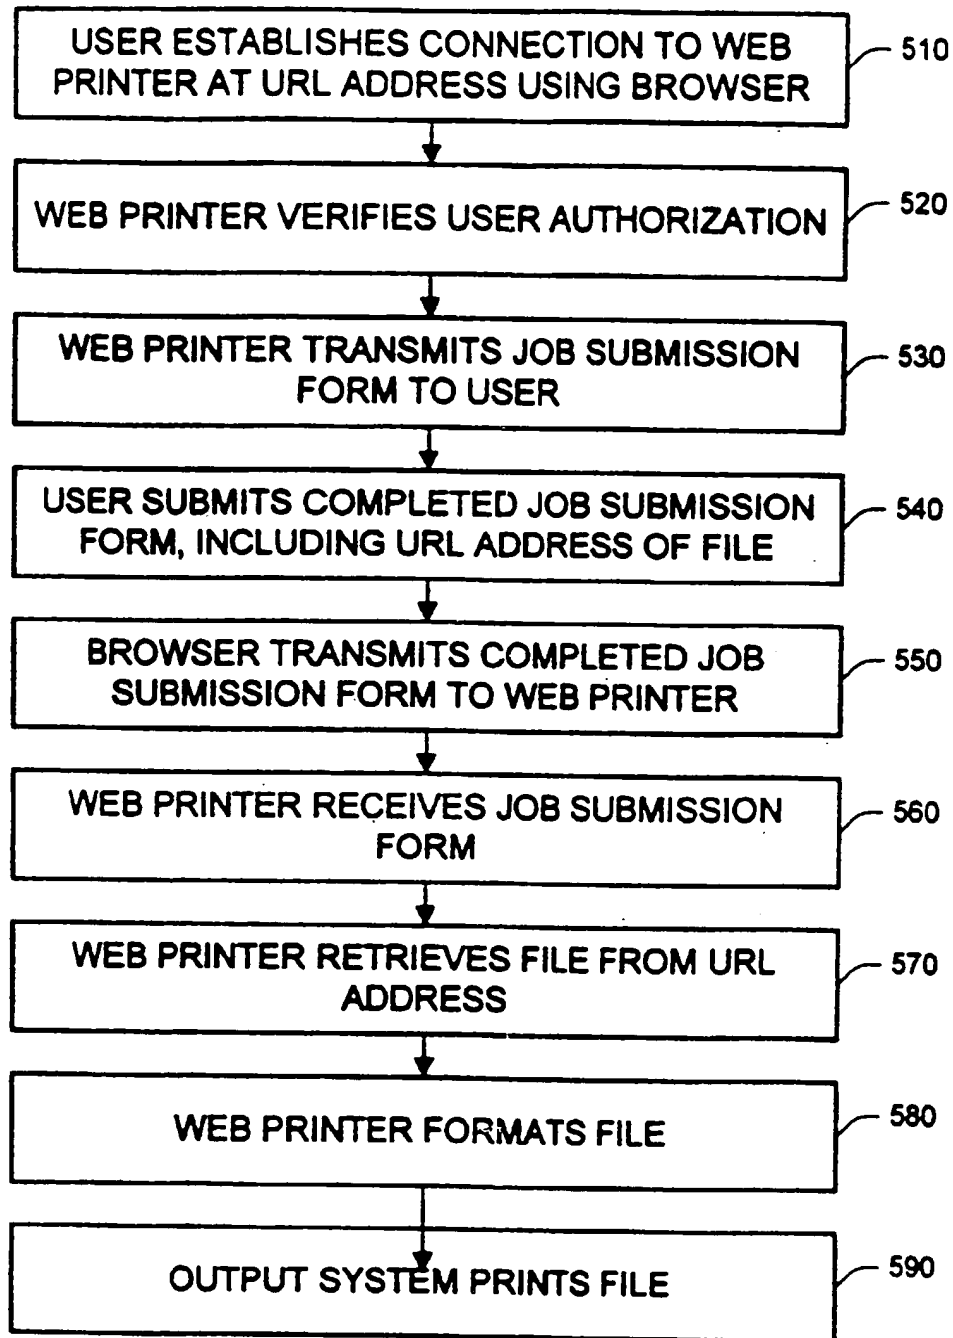 USER ESTABLISHES CONNECTION TO WEB
PRINTER AT URL ADDRESS USING BROWSER
510
WEB PRINTER VERIFIES USER AUTHORIZATION
520
WEB PRINTER TRANSMITS JOB SUBMISSION
FORM TO USER
530
USER SUBMITS COMPLETED JOB SUBMISSION
FORM, INCLUDING URL ADDRESS OF FILE
540
BROWSER TRANSMITS COMPLETED JOB
SUBMISSION FORM TO WEB PRINTER
550
WEB PRINTER RECEIVES JOB SUBMISSION
FORM
560
WEB PRINTER RETRIEVES FILE FROM URL
ADDRESS
570
WEB PRINTER FORMATS FILE
580
OUTPUT SYSTEM PRINTS FILE
590